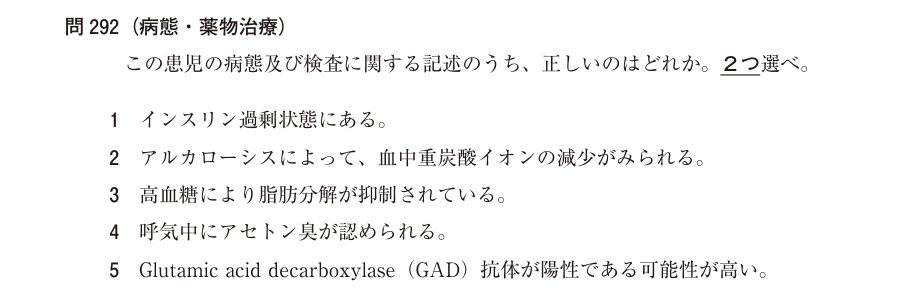 問 292（病態・薬物治療）
この患児の病態及び検査に関する記述のうち、正しいのはどれか。２つ選べ。
1 インスリン過剰状態にある。
2 アルカローシスによって、血中重炭酸イオンの減少がみられる。
3 高血糖により脂肪分解が抑制されている。
4 呼気中にアセトン臭が認められる。
5 Glutamic acid decarboxylase（GAD）抗体が陽性である可能性が高い。